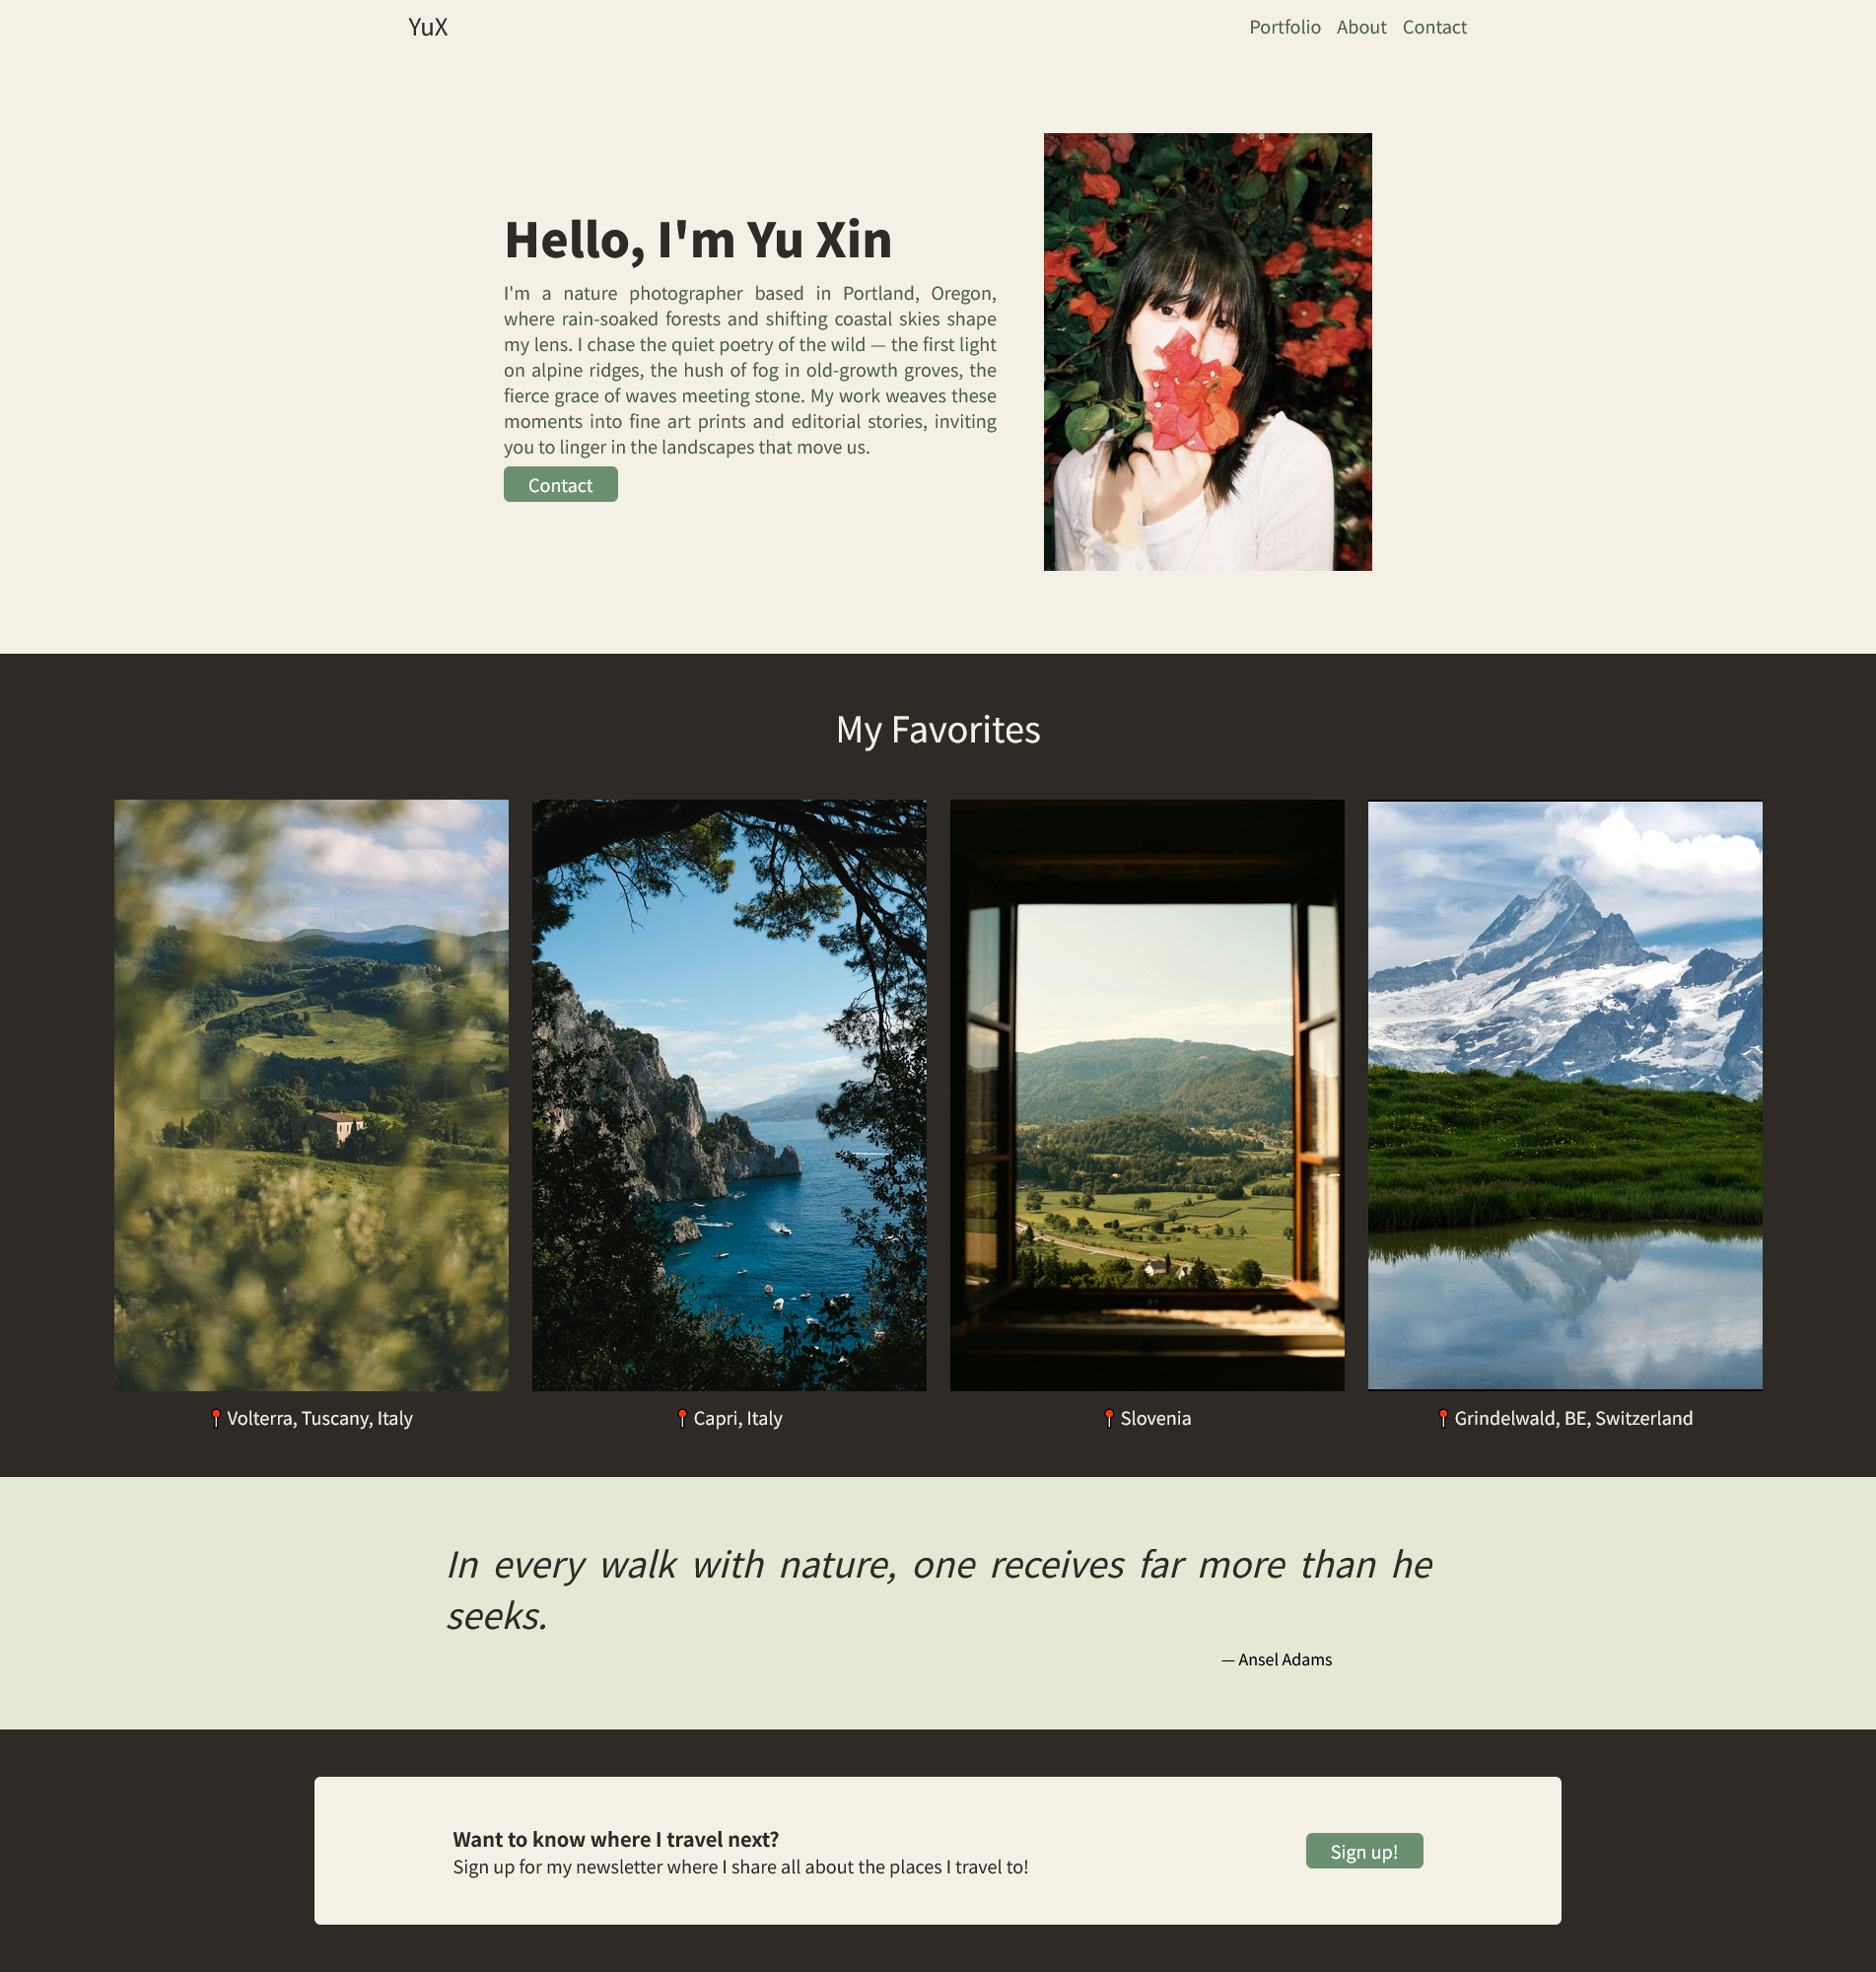 YuX
Portfolio About Contact
Hello, I'm Yu Xin
I'm a nature photographer based in Portland, Oregon,
where rain-soaked forests and shifting coastal skies shape
my lens. I chase the quiet poetry of the wild — the first light
on alpine ridges, the hush of fog in old-growth groves, the
fierce grace of waves meeting stone. My work weaves these
moments into fine art prints and editorial stories, inviting
you to linger in the landscapes that move us.
Contact
My Favorites
📍Volterra, Tuscany, Italy
📍Capri, Italy
📍Slovenia
📍Grindelwald, BE, Switzerland
In every walk with nature, one receives far more than he
seeks.
— Ansel Adams
Want to know where I travel next?
Sign up for my newsletter where I share all about the places I travel to!
Sign up!